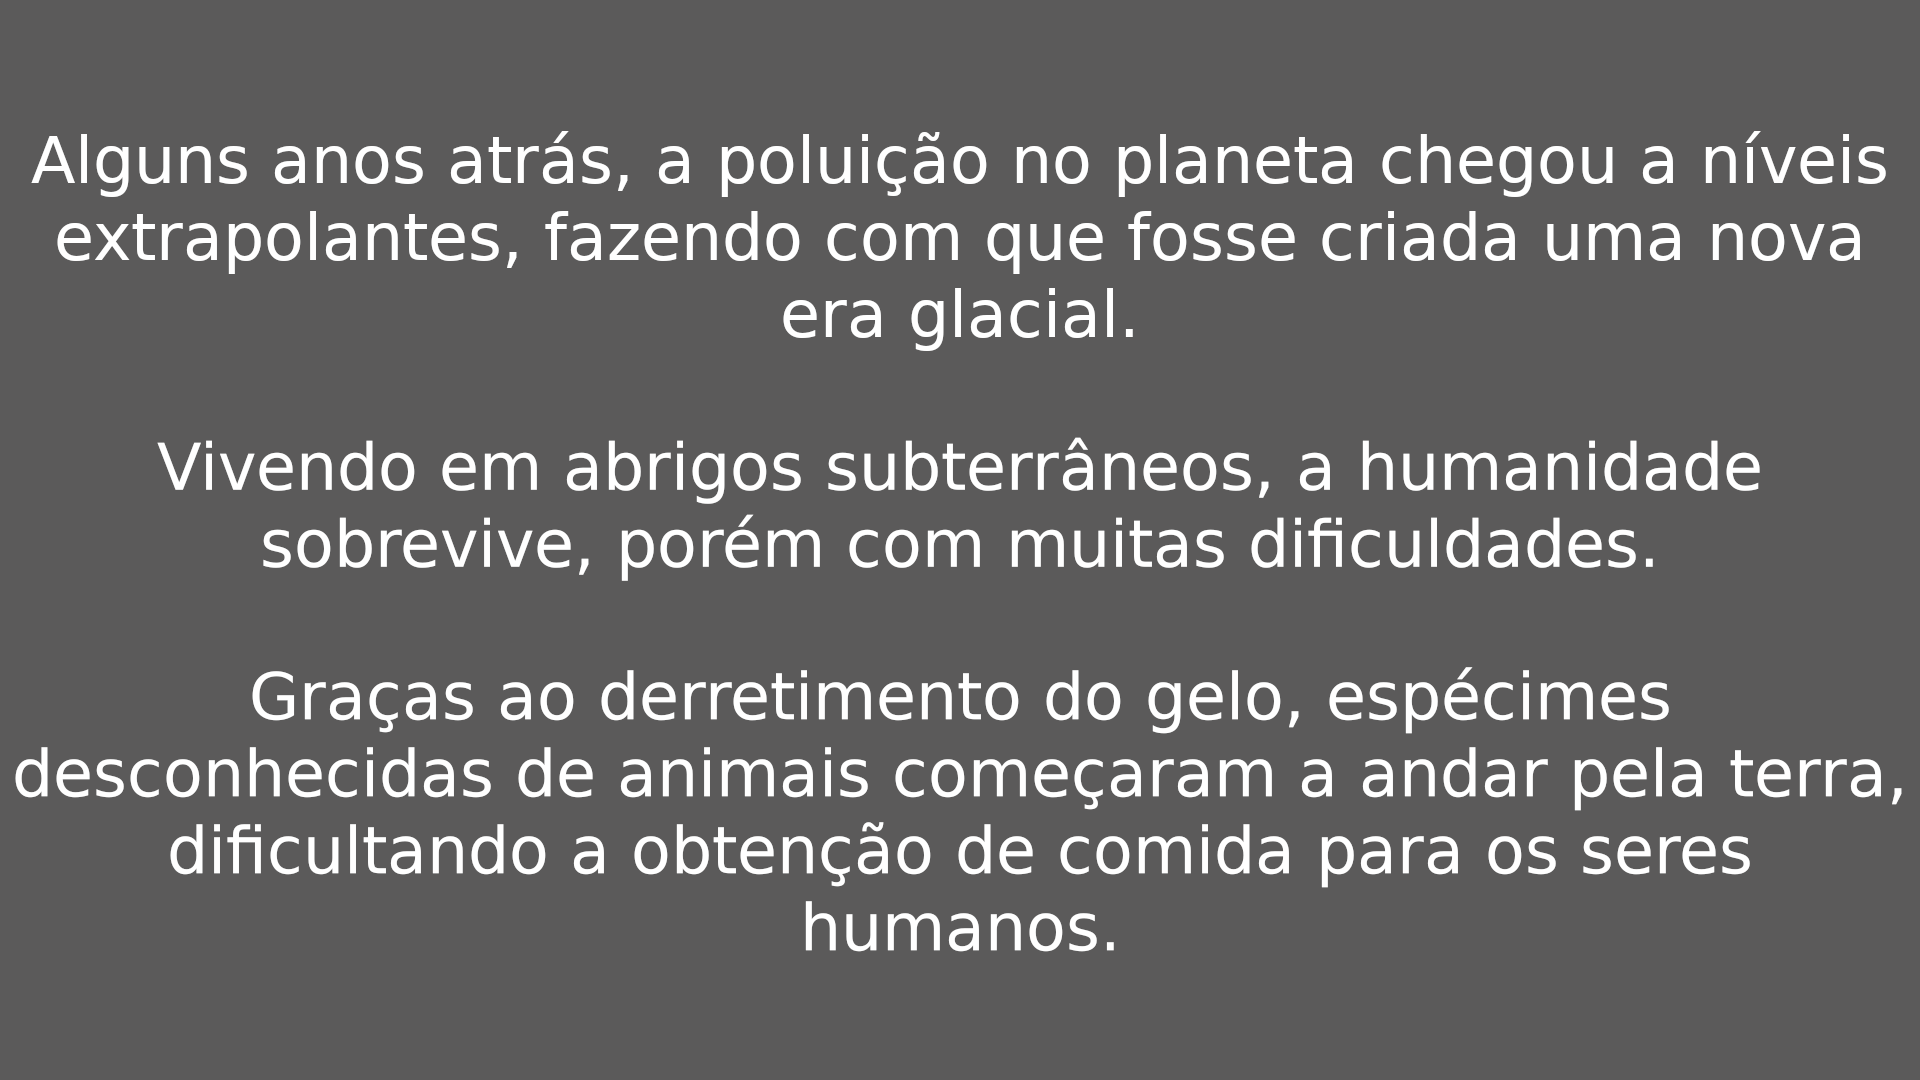 Alguns anos atrás, a poluição no planeta chegou a níveis
extrapolantes, fazendo com que fosse criada uma nova
era glacial.
Vivendo em abrigos subterrâneos, a humanidade
sobrevive, porém com muitas dificuldades.
Graças ao derretimento do gelo, espécimes
desconhecidas de animais começaram a andar pela terra,
dificultando a obtenção de comida para os seres
humanos.